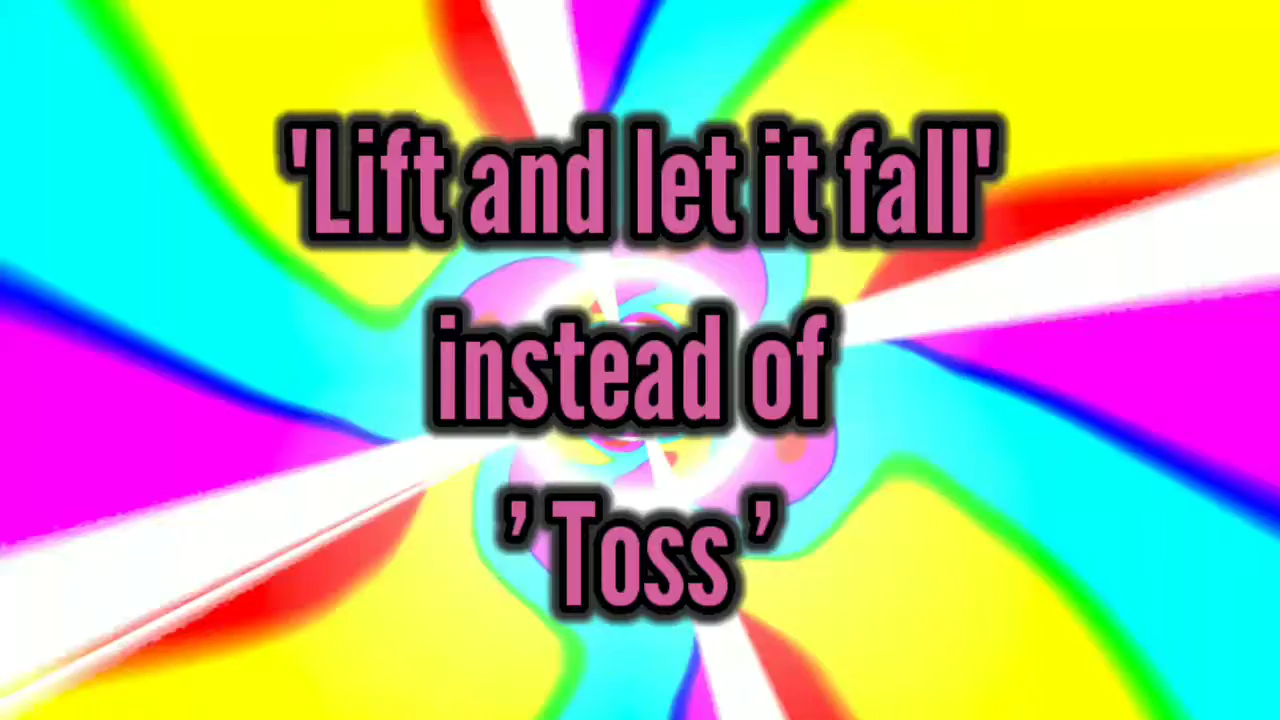 'Lift and let it fall'
instead of
’ Toss ’